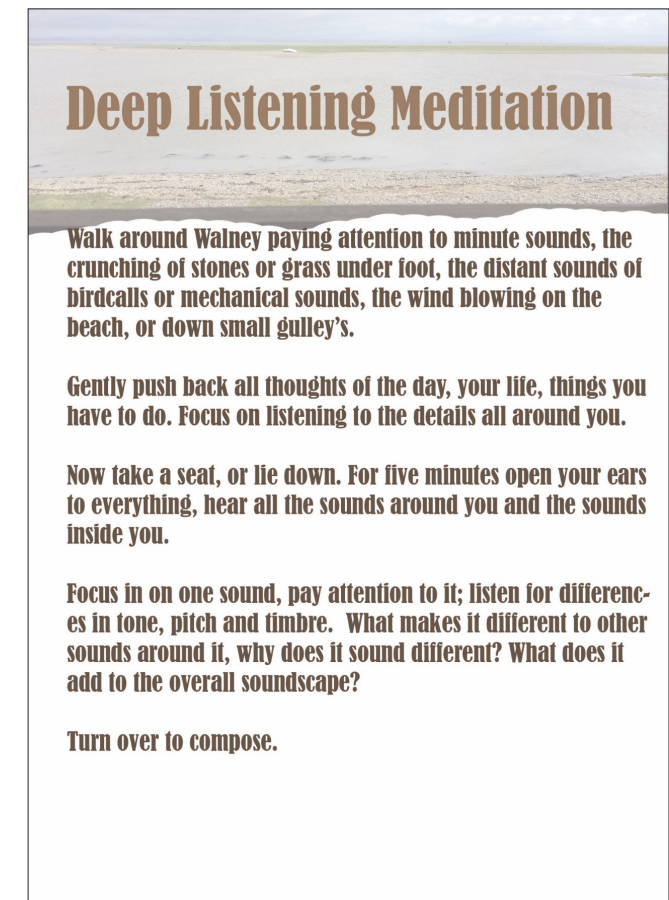 Deep Listening Meditation
Walk around Walney paying attention to minute sounds, the
crunching of stones or grass under foot, the distant sounds of
birdcalls or mechanical sounds, the wind blowing on the
beach, or down small gulley’s.
Gently push back all thoughts of the day, your life, things you
have to do. Focus on listening to the details all around you.
Now take a seat, or lie down. For five minutes open your ears
to everything, hear all the sounds around you and the sounds
inside you.
Focus in on one sound, pay attention to it; listen for differenc-
es in tone, pitch and timbre.  What makes it different to other
sounds around it, why does it sound different? What does it
add to the overall soundscape?
Turn over to compose.